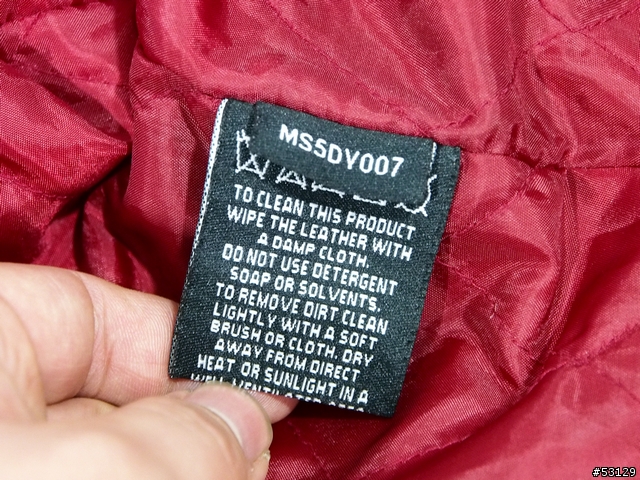 MS5DV007
TO CLEAN THIS PRODUCT
WIPE THE LEATHER WITH
A DAMP CLOTH.
DO NOT USE DETERGENT
SOAP OR SOLVENTS.
TO REMOVE DIRT CLEAN
LIGHTLY WITH A SOFT
BRUSH OR CLOTH. DRY
AWAY FROM DIRECT
HEAT OR SUNLIGHT IN A
#53129